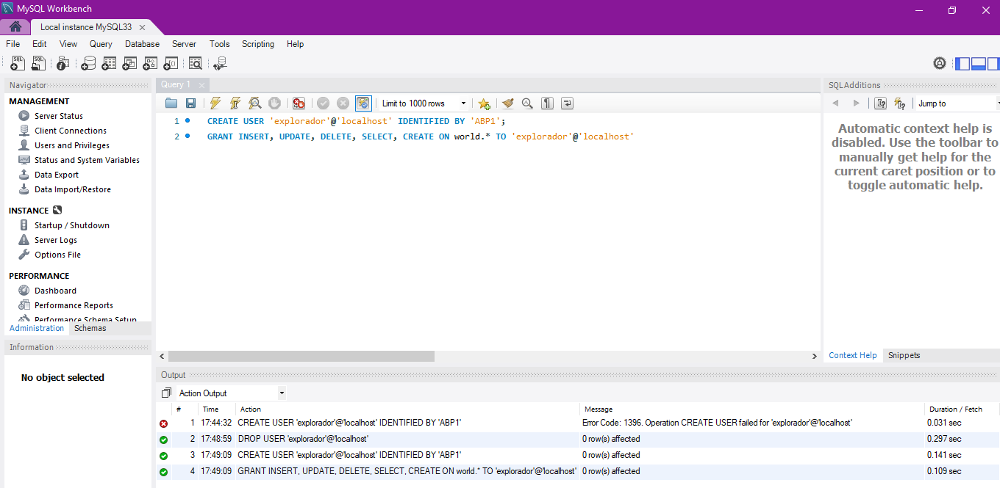 MySQL Workbench
Local instance MySQL33
File Edit View Query Database Server Tools Scripting Help
Navigator
MANAGEMENT
Server Status
Client Connections
Users and Privileges
Status and System Variables
Data Export
Data Import/Restore
INSTANCE
Startup / Shutdown
Server Logs
Options File
PERFORMANCE
Dashboard
Performance Reports
Performance Schema Setup
Administration Schemas
Information
No object selected
Query 1
Limit to 1000 rows
1 CREATE USER 'explorador'@'localhost' IDENTIFIED BY 'ABP1';
2 GRANT INSERT, UPDATE, DELETE, SELECT, CREATE ON world.* TO 'explorador'@'localhost'
SQLAdditions
Jump to
Automatic context help is
disabled. Use the toolbar to
manually get help for the
current caret position or to
toggle automatic help.
Context Help Snippets
Output
Action Output
# Time Action Message Duration / Fetch
1 17:44:32 CREATE USER 'explorador'@'localhost' IDENTIFIED BY 'ABP1' Error Code: 1396. Operation CREATE USER failed for 'explorador'@'localhost' 0.031 sec
2 17:48:59 DROP USER 'explorador'@'localhost' 0 row(s) affected 0.297 sec
3 17:49:09 CREATE USER 'explorador'@'localhost' IDENTIFIED BY 'ABP1' 0 row(s) affected 0.141 sec
4 17:49:09 GRANT INSERT, UPDATE, DELETE, SELECT, CREATE ON world.* TO 'explorador'@'localhost' 0 row(s) affected 0.109 sec